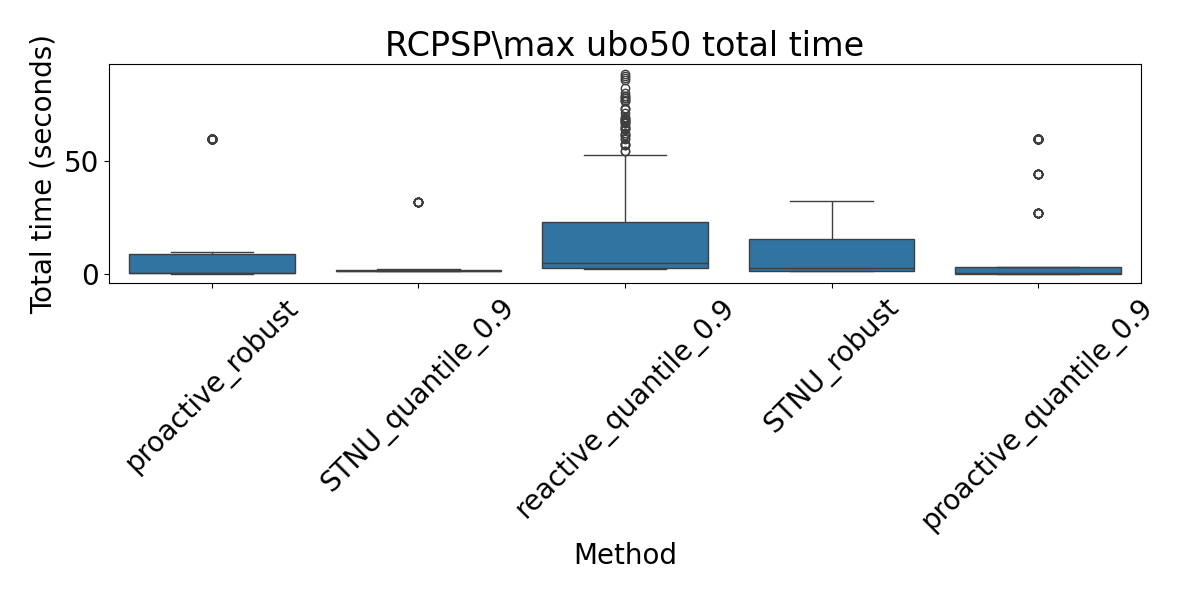 RCPSP\max ubo50 total time
Total time (seconds)
50
0
proactive_robust
STNU_quantile_0.9
reactive_quantile_0.9
STNU_robust
proactive_quantile_0.9
Method